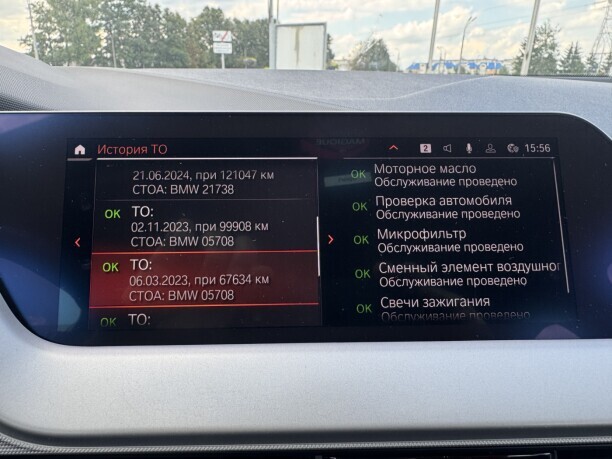 История ТО
2
15:56
21.06.2024, при 121047 км
СТОА: BMW 21738
OK ТО:
02.11.2023, при 99908 км
СТОА: BMW 05708
OK ТО:
06.03.2023, при 67634 км
СТОА: BMW 05708
OK ТО:
OK Моторное масло
Обслуживание проведено
OK Проверка автомобиля
Обслуживание проведено
OK Микрофильтр
Обслуживание проведено
OK Сменный элемент воздушног
Обслуживание проведено
OK Свечи зажигания
Обслуживание проведено